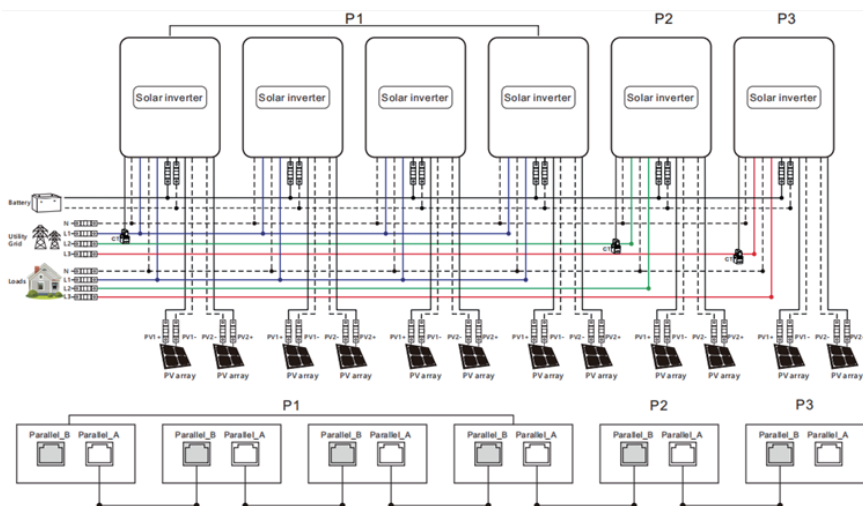 P1 P2 P3
Solar inverter Solar inverter Solar inverter Solar inverter Solar inverter Solar inverter
Battery
N
Utility Grid
L1
L2
L3
CT CT CT
N
Loads
L1
L2
L3
PV1+ PV1- PV2- PV2+ PV1+ PV1- PV2- PV2+ PV1+ PV1- PV2- PV2+ PV1+ PV1- PV2- PV2+ PV1+ PV1- PV2- PV2+ PV1+ PV1- PV2- PV2+
PV array PV array PV array PV array PV array PV array PV array PV array PV array PV array PV array PV array
P1 P2 P3
Parallel_B Parallel_A Parallel_B Parallel_A Parallel_B Parallel_A Parallel_B Parallel_A Parallel_B Parallel_A Parallel_B Parallel_A